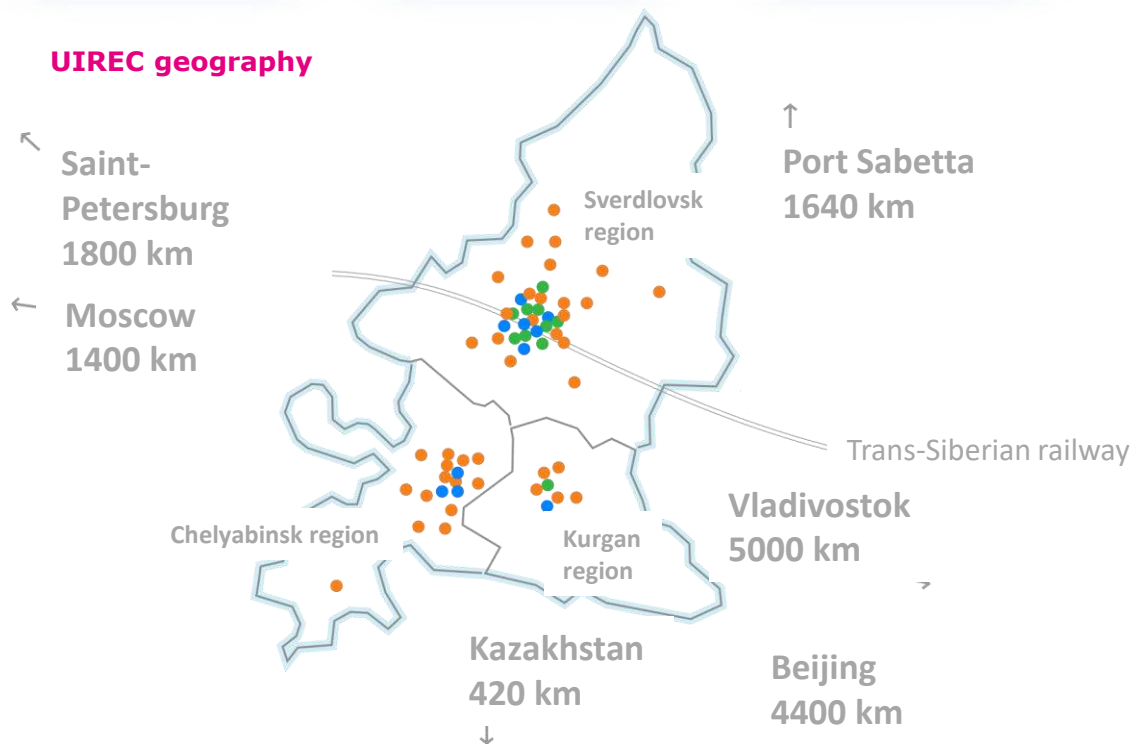 UIREC geography
Saint-
Petersburg
1800 km
Port Sabetta
1640 km
Sverdlovsk
region
Moscow
1400 km
Trans-Siberian railway
Vladivostok
5000 km
Chelyabinsk region
Kurgan
region
Kazakhstan
420 km
Beijing
4400 km